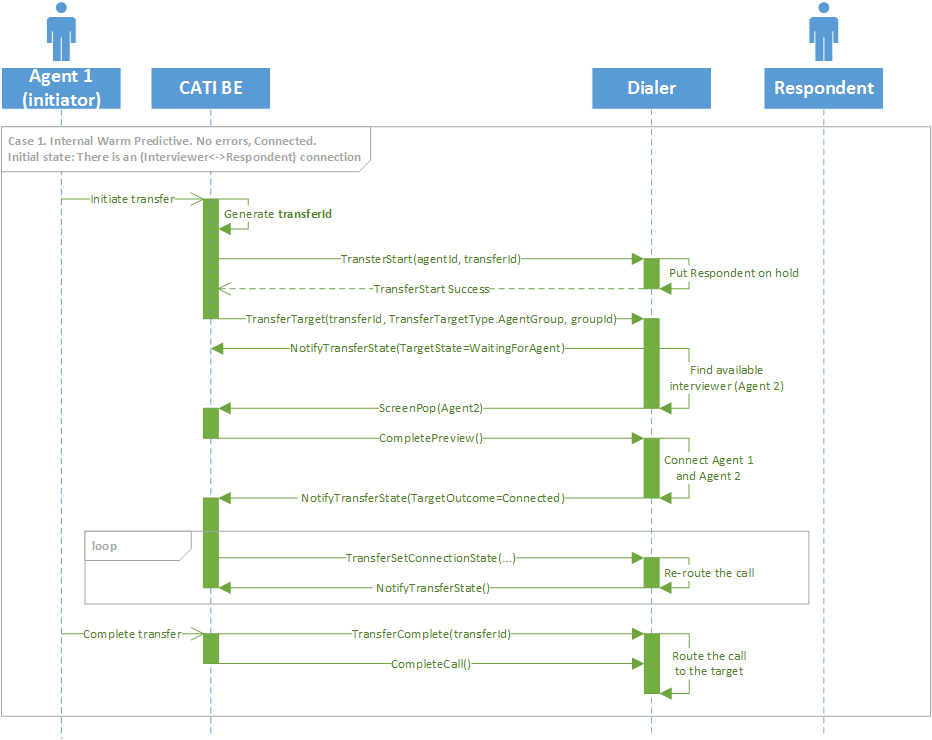 Agent 1
(initiator)
CATI BE
Dialer
Respondent
Case 1. Internal Warm Predictive. No errors, Connected.
Initial state: There is an (Interviewer<->Respondent) connection
Initiate transfer
Generate transferId
TransterStart(agentId, transferId)
Put Respondent on hold
TransferStart Success
TransferTarget(transferId, TransferTargetType.AgentGroup, groupId)
NotifyTransferState(TargetState=WaitingForAgent)
Find available
interviewer (Agent 2)
ScreenPop(Agent2)
CompletePreview()
Connect Agent 1
and Agent 2
NotifyTransferState(TargetOutcome=Connected)
loop
TransferSetConnectionState(...)
Re-route the call
NotifyTransferState()
Complete transfer
TransferComplete(transferId)
Route the call
to the target
CompleteCall()